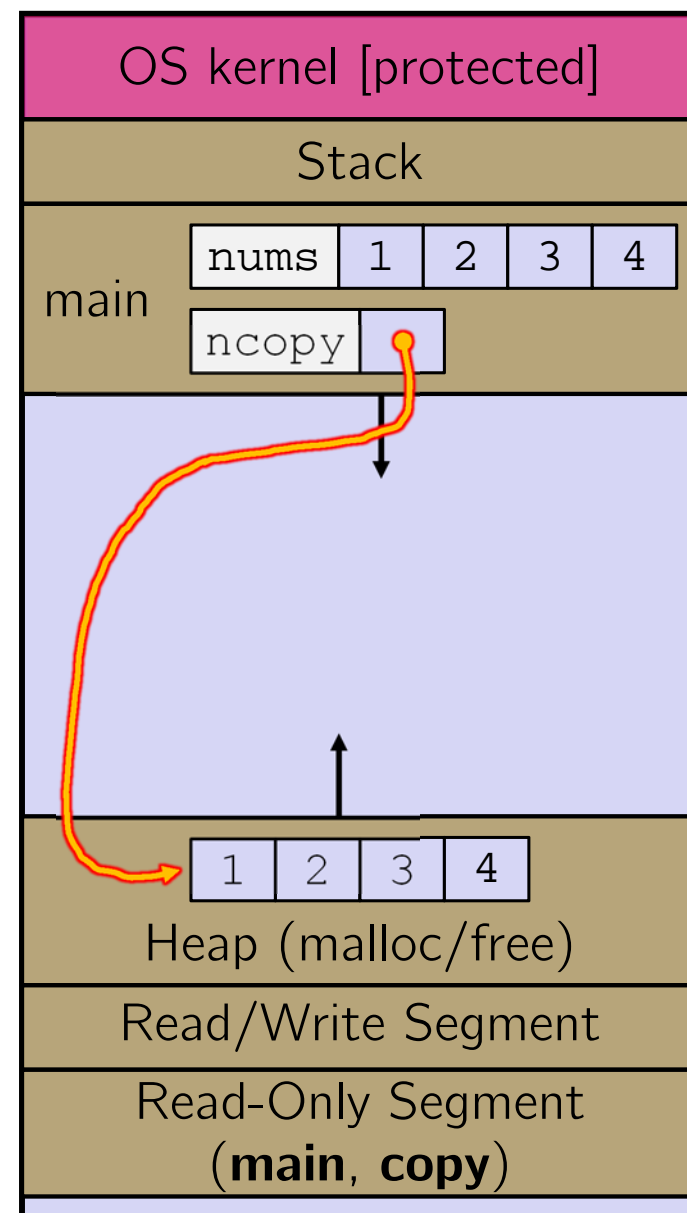 OS kernel [protected]
Stack
main
nums 1 2 3 4
ncopy
1 2 3 4
Heap (malloc/free)
Read/Write Segment
Read-Only Segment
(main, copy)